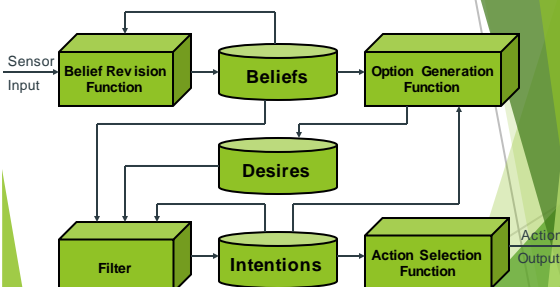 Sensor
Input
Belief Revision
Function
Beliefs
Option Generation
Function
Desires
Filter
Intentions
Action Selection
Function
Action
Output